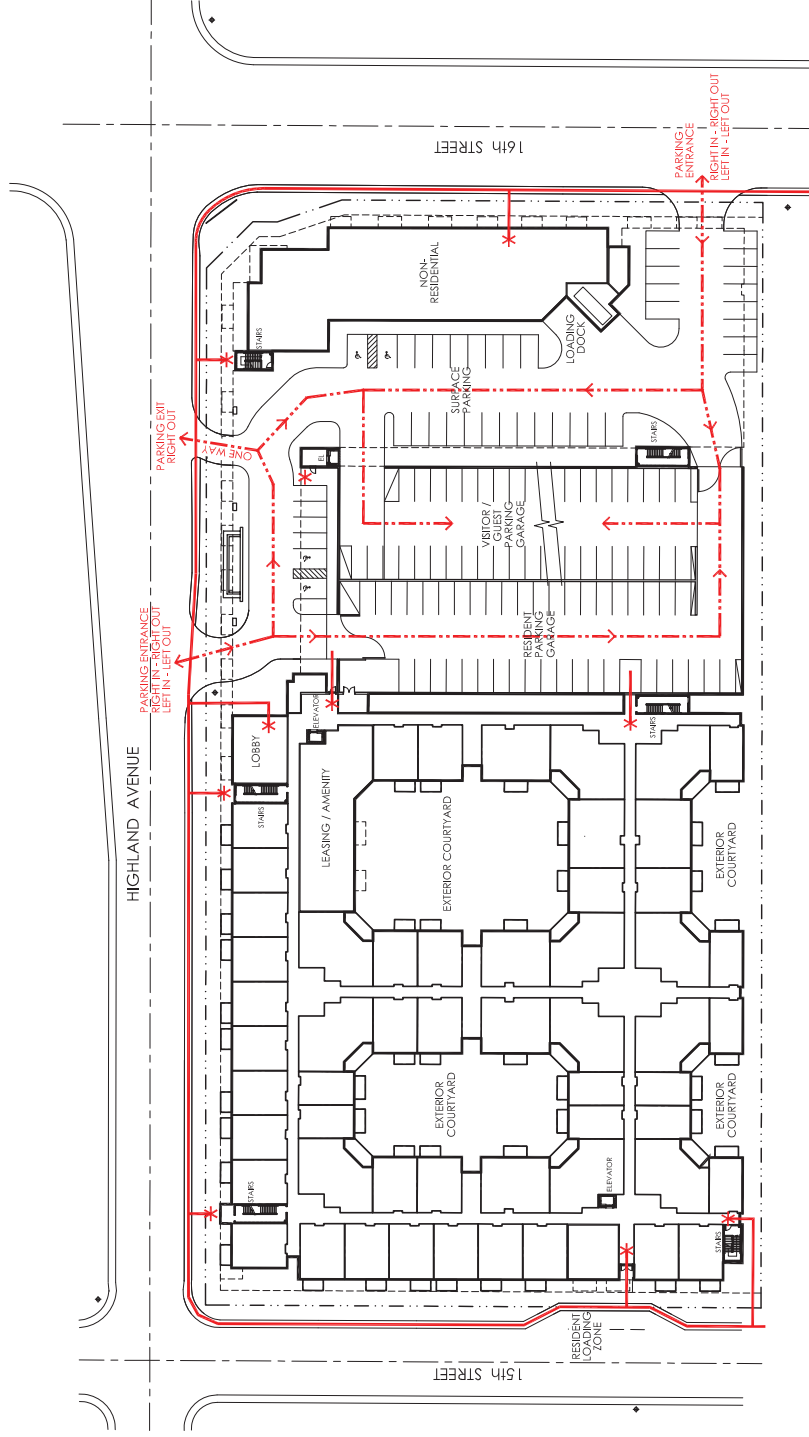 16th STREET
PARKING
ENTRANCE
RIGHT IN - RIGHT OUT
LEFT IN - LEFT OUT
NON-
RESIDENTIAL
LOADING
DOCK
STAIRS
SURFACE
PARKING
PARKING EXIT
RIGHT OUT
ONE WAY
EL
STAIRS
VISITOR /
GUEST
PARKING
GARAGE
RESIDENT
PARKING
GARAGE
PARKING ENTRANCE
RIGHT IN - RIGHT OUT
LEFT IN - LEFT OUT
HIGHLAND AVENUE
LOBBY
ELEVATOR
STAIRS
STAIRS
LEASING / AMENITY
EXTERIOR COURTYARD
EXTERIOR
COURTYARD
EXTERIOR
COURTYARD
EXTERIOR
COURTYARD
STAIRS
ELEVATOR
STAIRS
RESIDENT
LOADING
ZONE
15th STREET